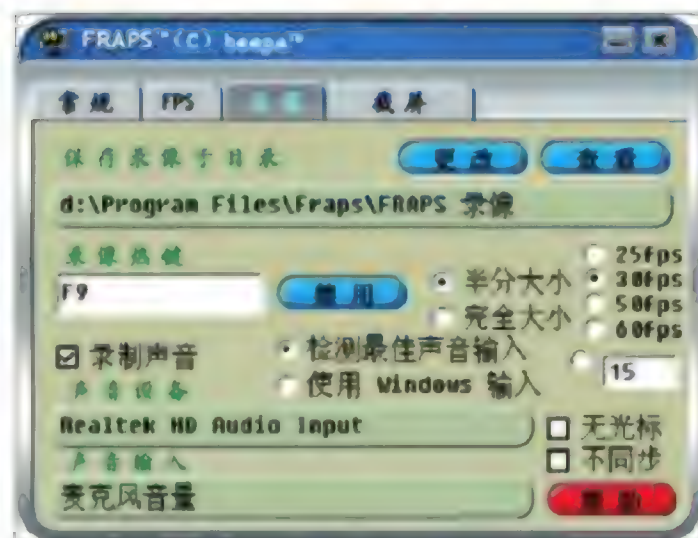 FRAPS™(C) beepa™
常规 FPS 截屏
保存录像于目录 更改 查看
d:\Program Files\Fraps\FRAPS 录像
录像热键
F9 禁用
半分大小
完全大小
25fps
30fps
50fps
60fps
15
录制声音
检测最佳声音输入
使用 Windows 输入
声音设备
Realtek HD Audio Input
无光标
声音输入
不同步
麦克风音量